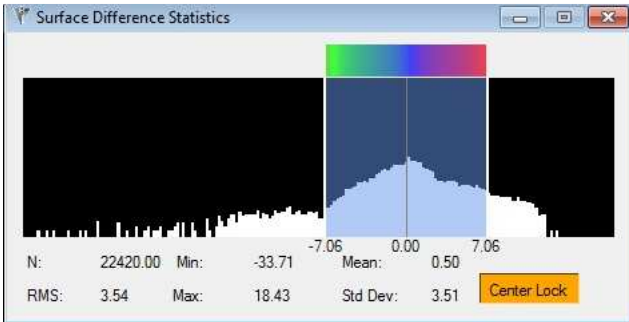 Surface Difference Statistics
-7.06 0.00 7.06
N: 22420.00 Min: -33.71 Mean: 0.50
RMS: 3.54 Max: 18.43 Std Dev: 3.51 Center Lock